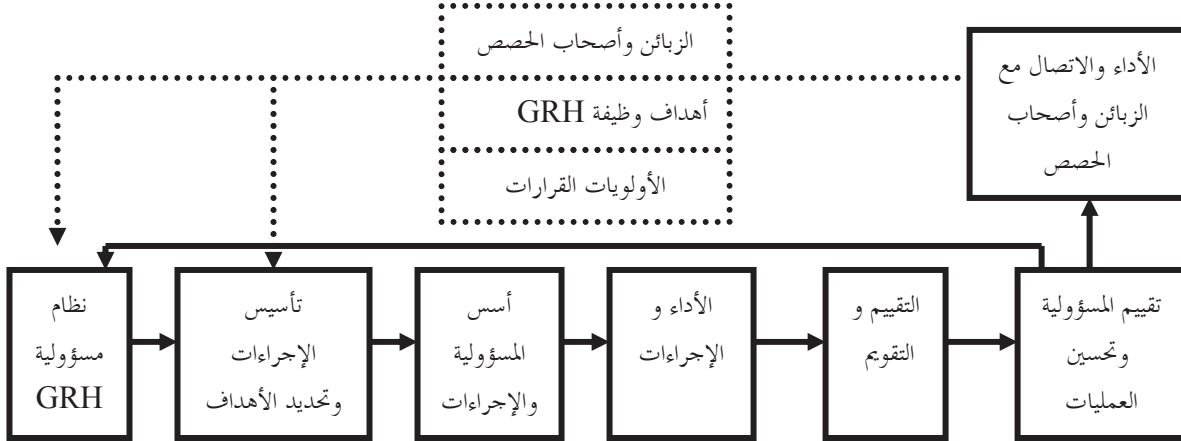 الزبائن وأصحاب الحصص
أهداف وظيفة GRH
الأولويات القرارات
الأداء والاتصال مع
الزبائن وأصحاب
الحصص
نظام
مسؤولية
GRH
تأسيس
الإجراءات
وتحديد الأهداف
أسس
المسؤولية
والإجراءات
الأداء و
الإجراءات
التقييم و
التقويم
تقييم المسؤولية
وتحسين
العمليات